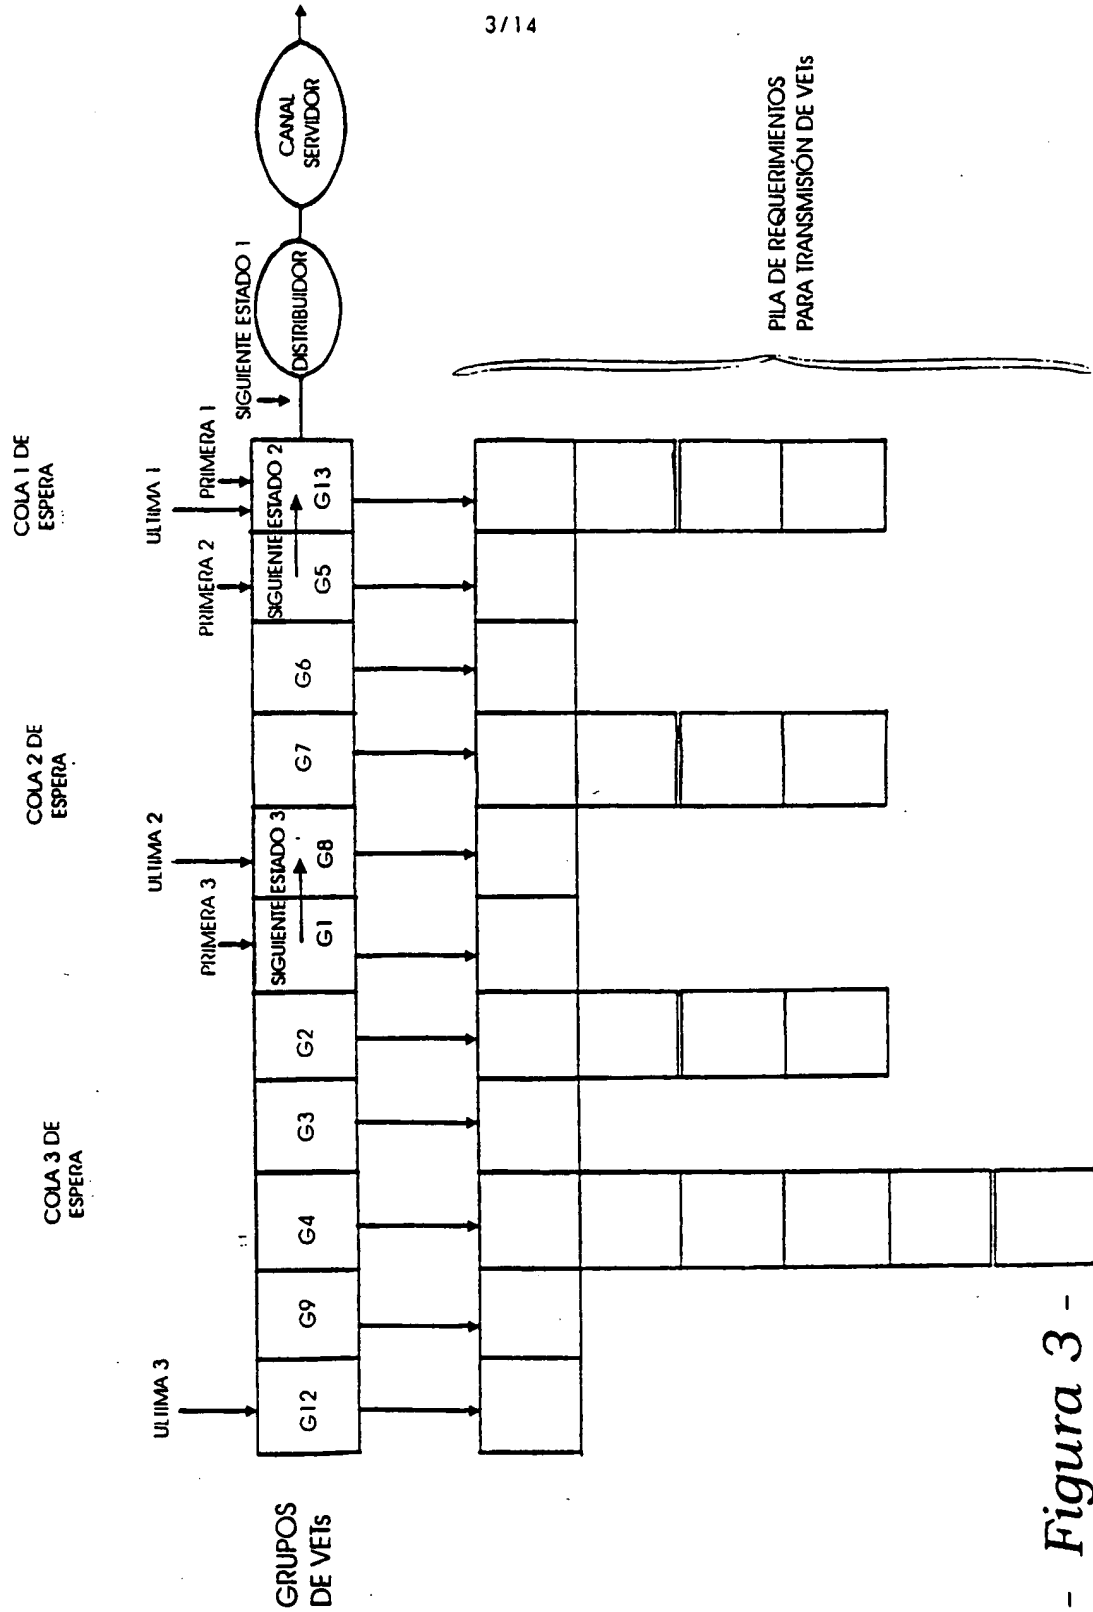 3/14
COLA 3 DE
ESPERA
COLA 2 DE
ESPERA
COLA 1 DE
ESPERA
ULTIMA 3
PRIMERA 3
ULTIMA 2
PRIMERA 2
ULTIMA 1
PRIMERA 1
SIGUIENTE ESTADO 1
GRUPOS
DE VETs
G12
G9
G4
G3
G2
G1
SIGUIENTE ESTADO 3
G8
G7
G6
G5
SIGUIENTE ESTADO 2
G13
DISTRIBUIDOR
CANAL
SERVIDOR
PILA DE REQUERIMIENTOS
PARA TRANSMISIÓN DE VETs
- Figura 3 -